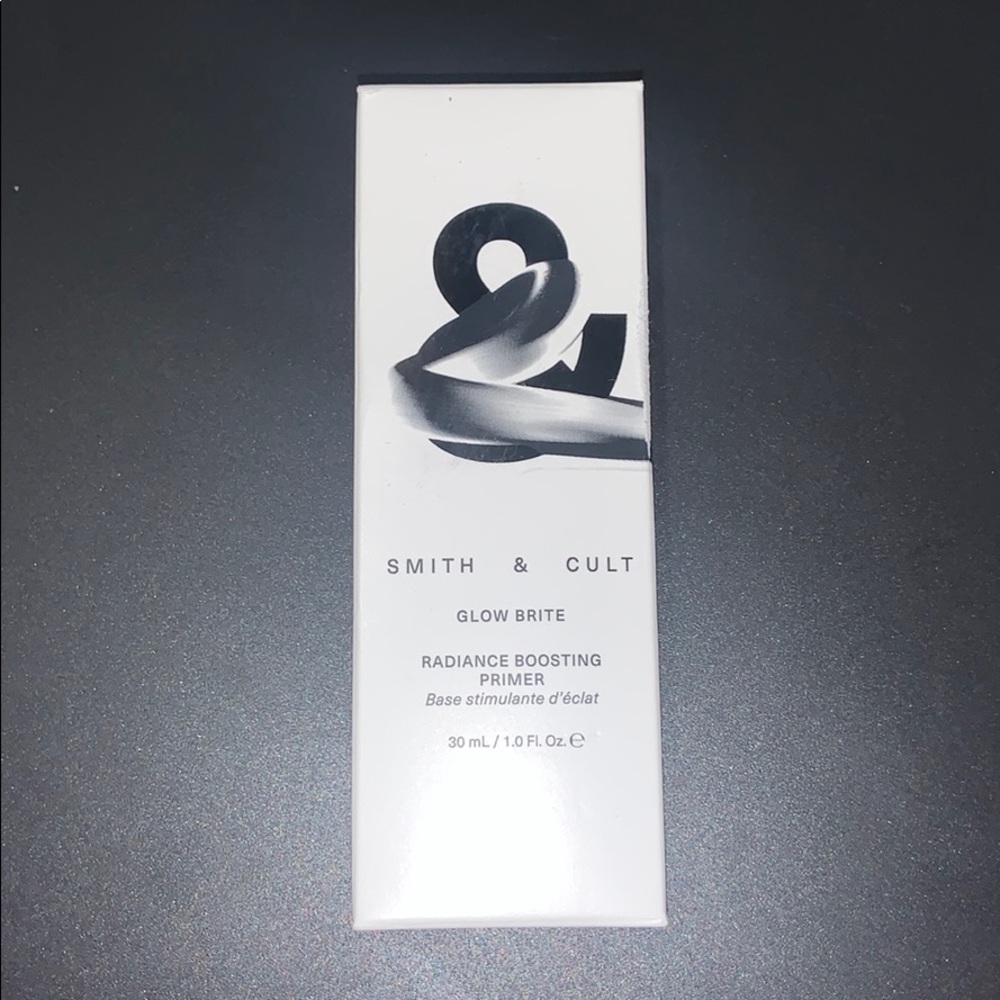 &
SMITH & CULT
GLOW BRITE
RADIANCE BOOSTING
PRIMER
Base stimulante d'éclat
30 mL / 1.0 Fl. Oz. ℮